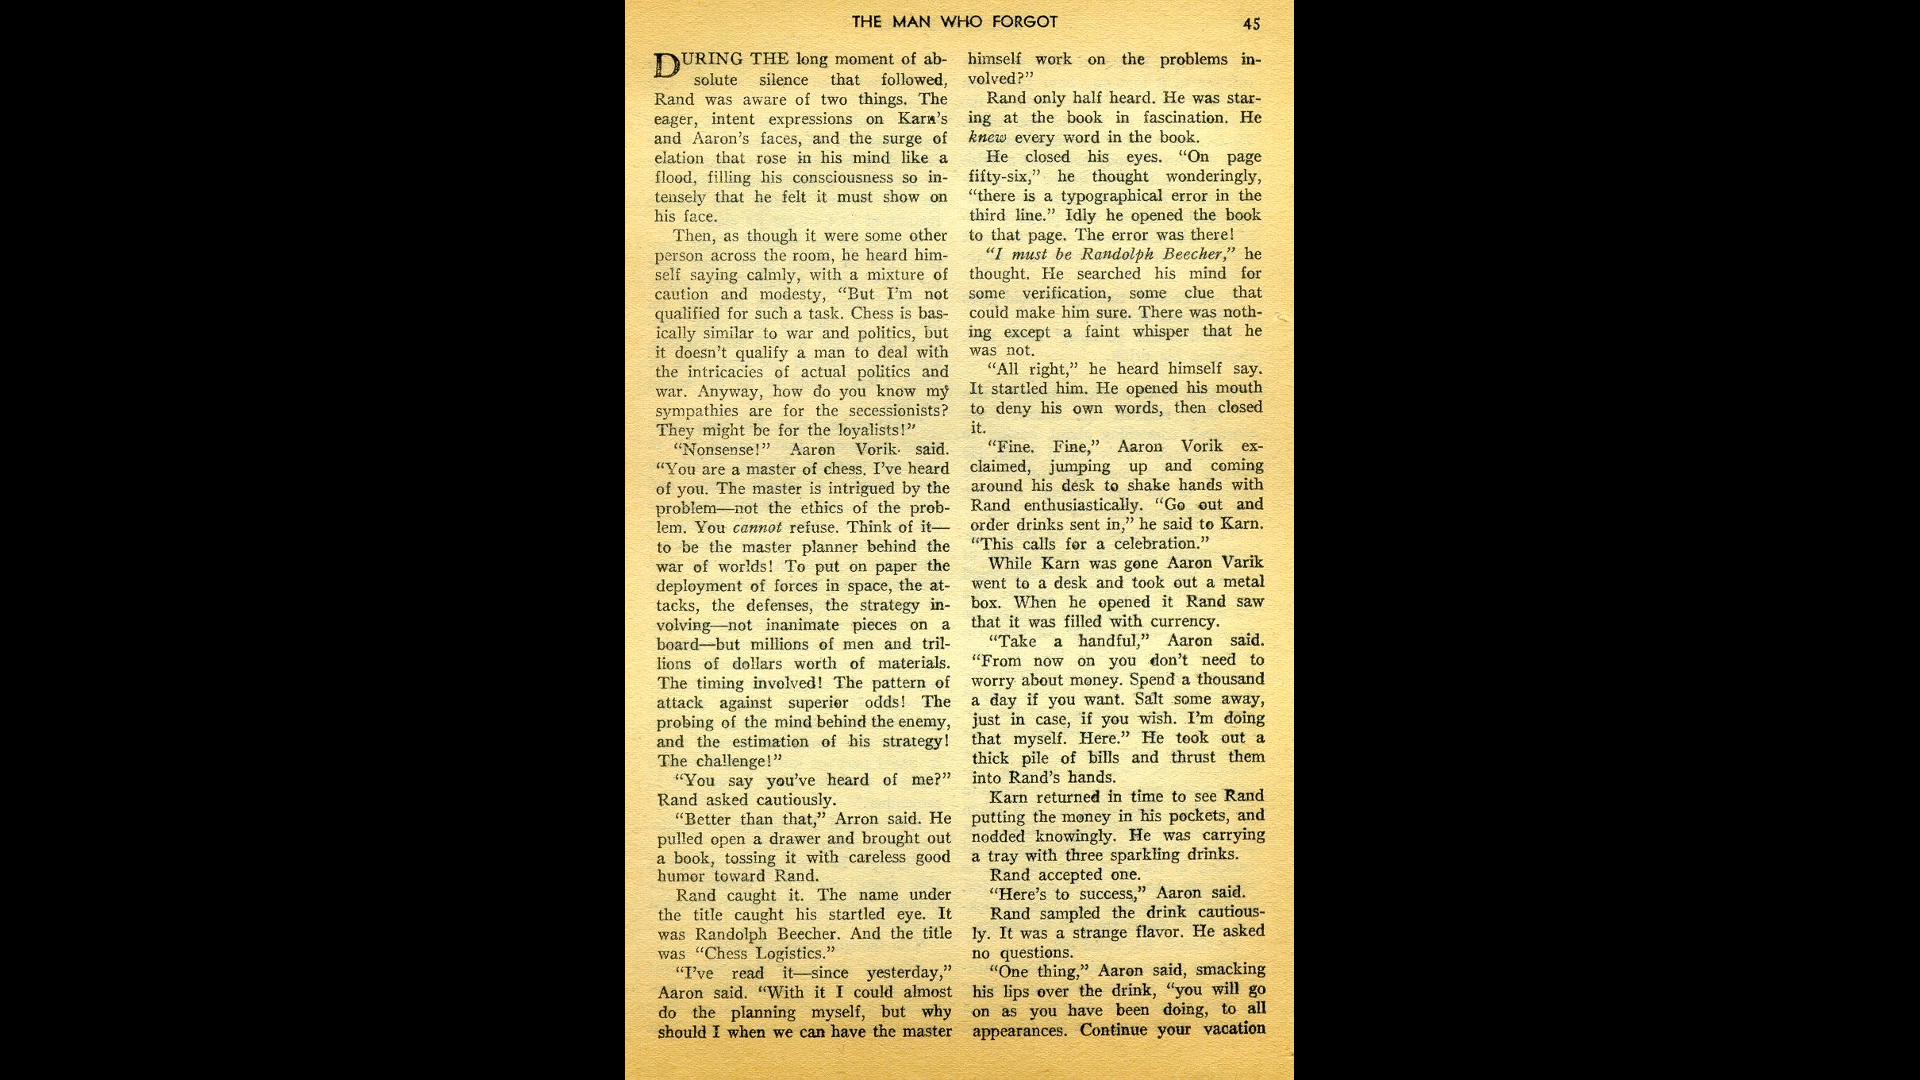 THE MAN WHO FORGOT
45
DURING THE long moment of ab-
solute silence that followed,
Rand was aware of two things. The
eager, intent expressions on Karn's
and Aaron's faces, and the surge of
elation that rose in his mind like a
flood, filling his consciousness so in-
tensely that he felt it must show on
his face.
Then, as though it were some other
person across the room, he heard him-
self saying calmly, with a mixture of
caution and modesty, “But I'm not
qualified for such a task. Chess is bas-
ically similar to war and politics, but
it doesn't qualify a man to deal with
the intricacies of actual politics and
war. Anyway, how do you know my
sympathies are for the secessionists?
They might be for the loyalists!”
“Nonsense!” Aaron Vorik said.
“You are a master of chess. I've heard
of you. The master is intrigued by the
problem—not the ethics of the prob-
lem. You cannot refuse. Think of it—
to be the master planner behind the
war of worlds! To put on paper the
deployment of forces in space, the at-
tacks, the defenses, the strategy in-
volving—not inanimate pieces on a
board—but millions of men and tril-
lions of dollars worth of materials.
The timing involved! The pattern of
attack against superior odds! The
probing of the mind behind the enemy,
and the estimation of his strategy!
The challenge!”
“You say you've heard of me?”
Rand asked cautiously.
“Better than that,” Arron said. He
pulled open a drawer and brought out
a book, tossing it with careless good
humor toward Rand.
Rand caught it. The name under
the title caught his startled eye. It
was Randolph Beecher. And the title
was “Chess Logistics.”
“I've read it—since yesterday,”
Aaron said. “With it I could almost
do the planning myself, but why
should I when we can have the master
himself work on the problems in-
volved?”
Rand only half heard. He was star-
ing at the book in fascination. He
knew every word in the book.
He closed his eyes. “On page
fifty-six,” he thought wonderingly,
“there is a typographical error in the
third line.” Idly he opened the book
to that page. The error was there!
“I must be Randolph Beecher,” he
thought. He searched his mind for
some verification, some clue that
could make him sure. There was noth-
ing except a faint whisper that he
was not.
“All right,” he heard himself say.
It startled him. He opened his mouth
to deny his own words, then closed
it.
“Fine. Fine,” Aaron Vorik ex-
claimed, jumping up and coming
around his desk to shake hands with
Rand enthusiastically. “Go out and
order drinks sent in,” he said to Karn.
“This calls for a celebration.”
While Karn was gone Aaron Varik
went to a desk and took out a metal
box. When he opened it Rand saw
that it was filled with currency.
“Take a handful,” Aaron said.
“From now on you don't need to
worry about money. Spend a thousand
a day if you want. Salt some away,
just in case, if you wish. I'm doing
that myself. Here.” He took out a
thick pile of bills and thrust them
into Rand's hands.
Karn returned in time to see Rand
putting the money in his pockets, and
nodded knowingly. He was carrying
a tray with three sparkling drinks.
Rand accepted one.
“Here's to success,” Aaron said.
Rand sampled the drink cautious-
ly. It was a strange flavor. He asked
no questions.
“One thing,” Aaron said, smacking
his lips over the drink, “you will go
on as you have been doing, to all
appearances. Continue your vacation